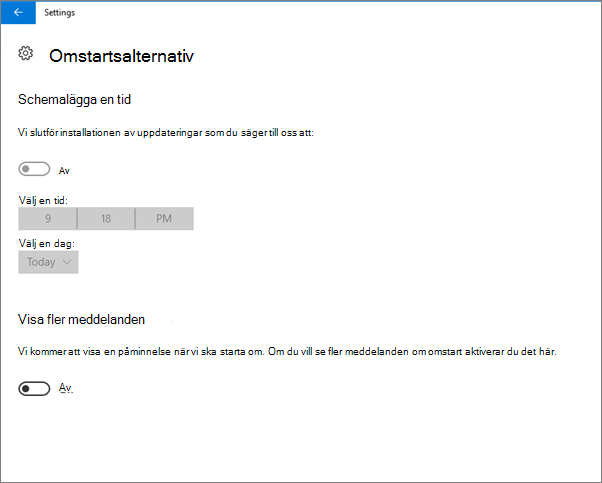 Settings
Omstartsalternativ
Schemalägga en tid
Vi slutför installationen av uppdateringar som du säger till oss att:
Av
Välj en tid:
9 18 PM
Välj en dag:
Today
Visa fler meddelanden
Vi kommer att visa en påminnelse när vi ska starta om. Om du vill se fler meddelanden om omstart aktiverar du det här.
Av